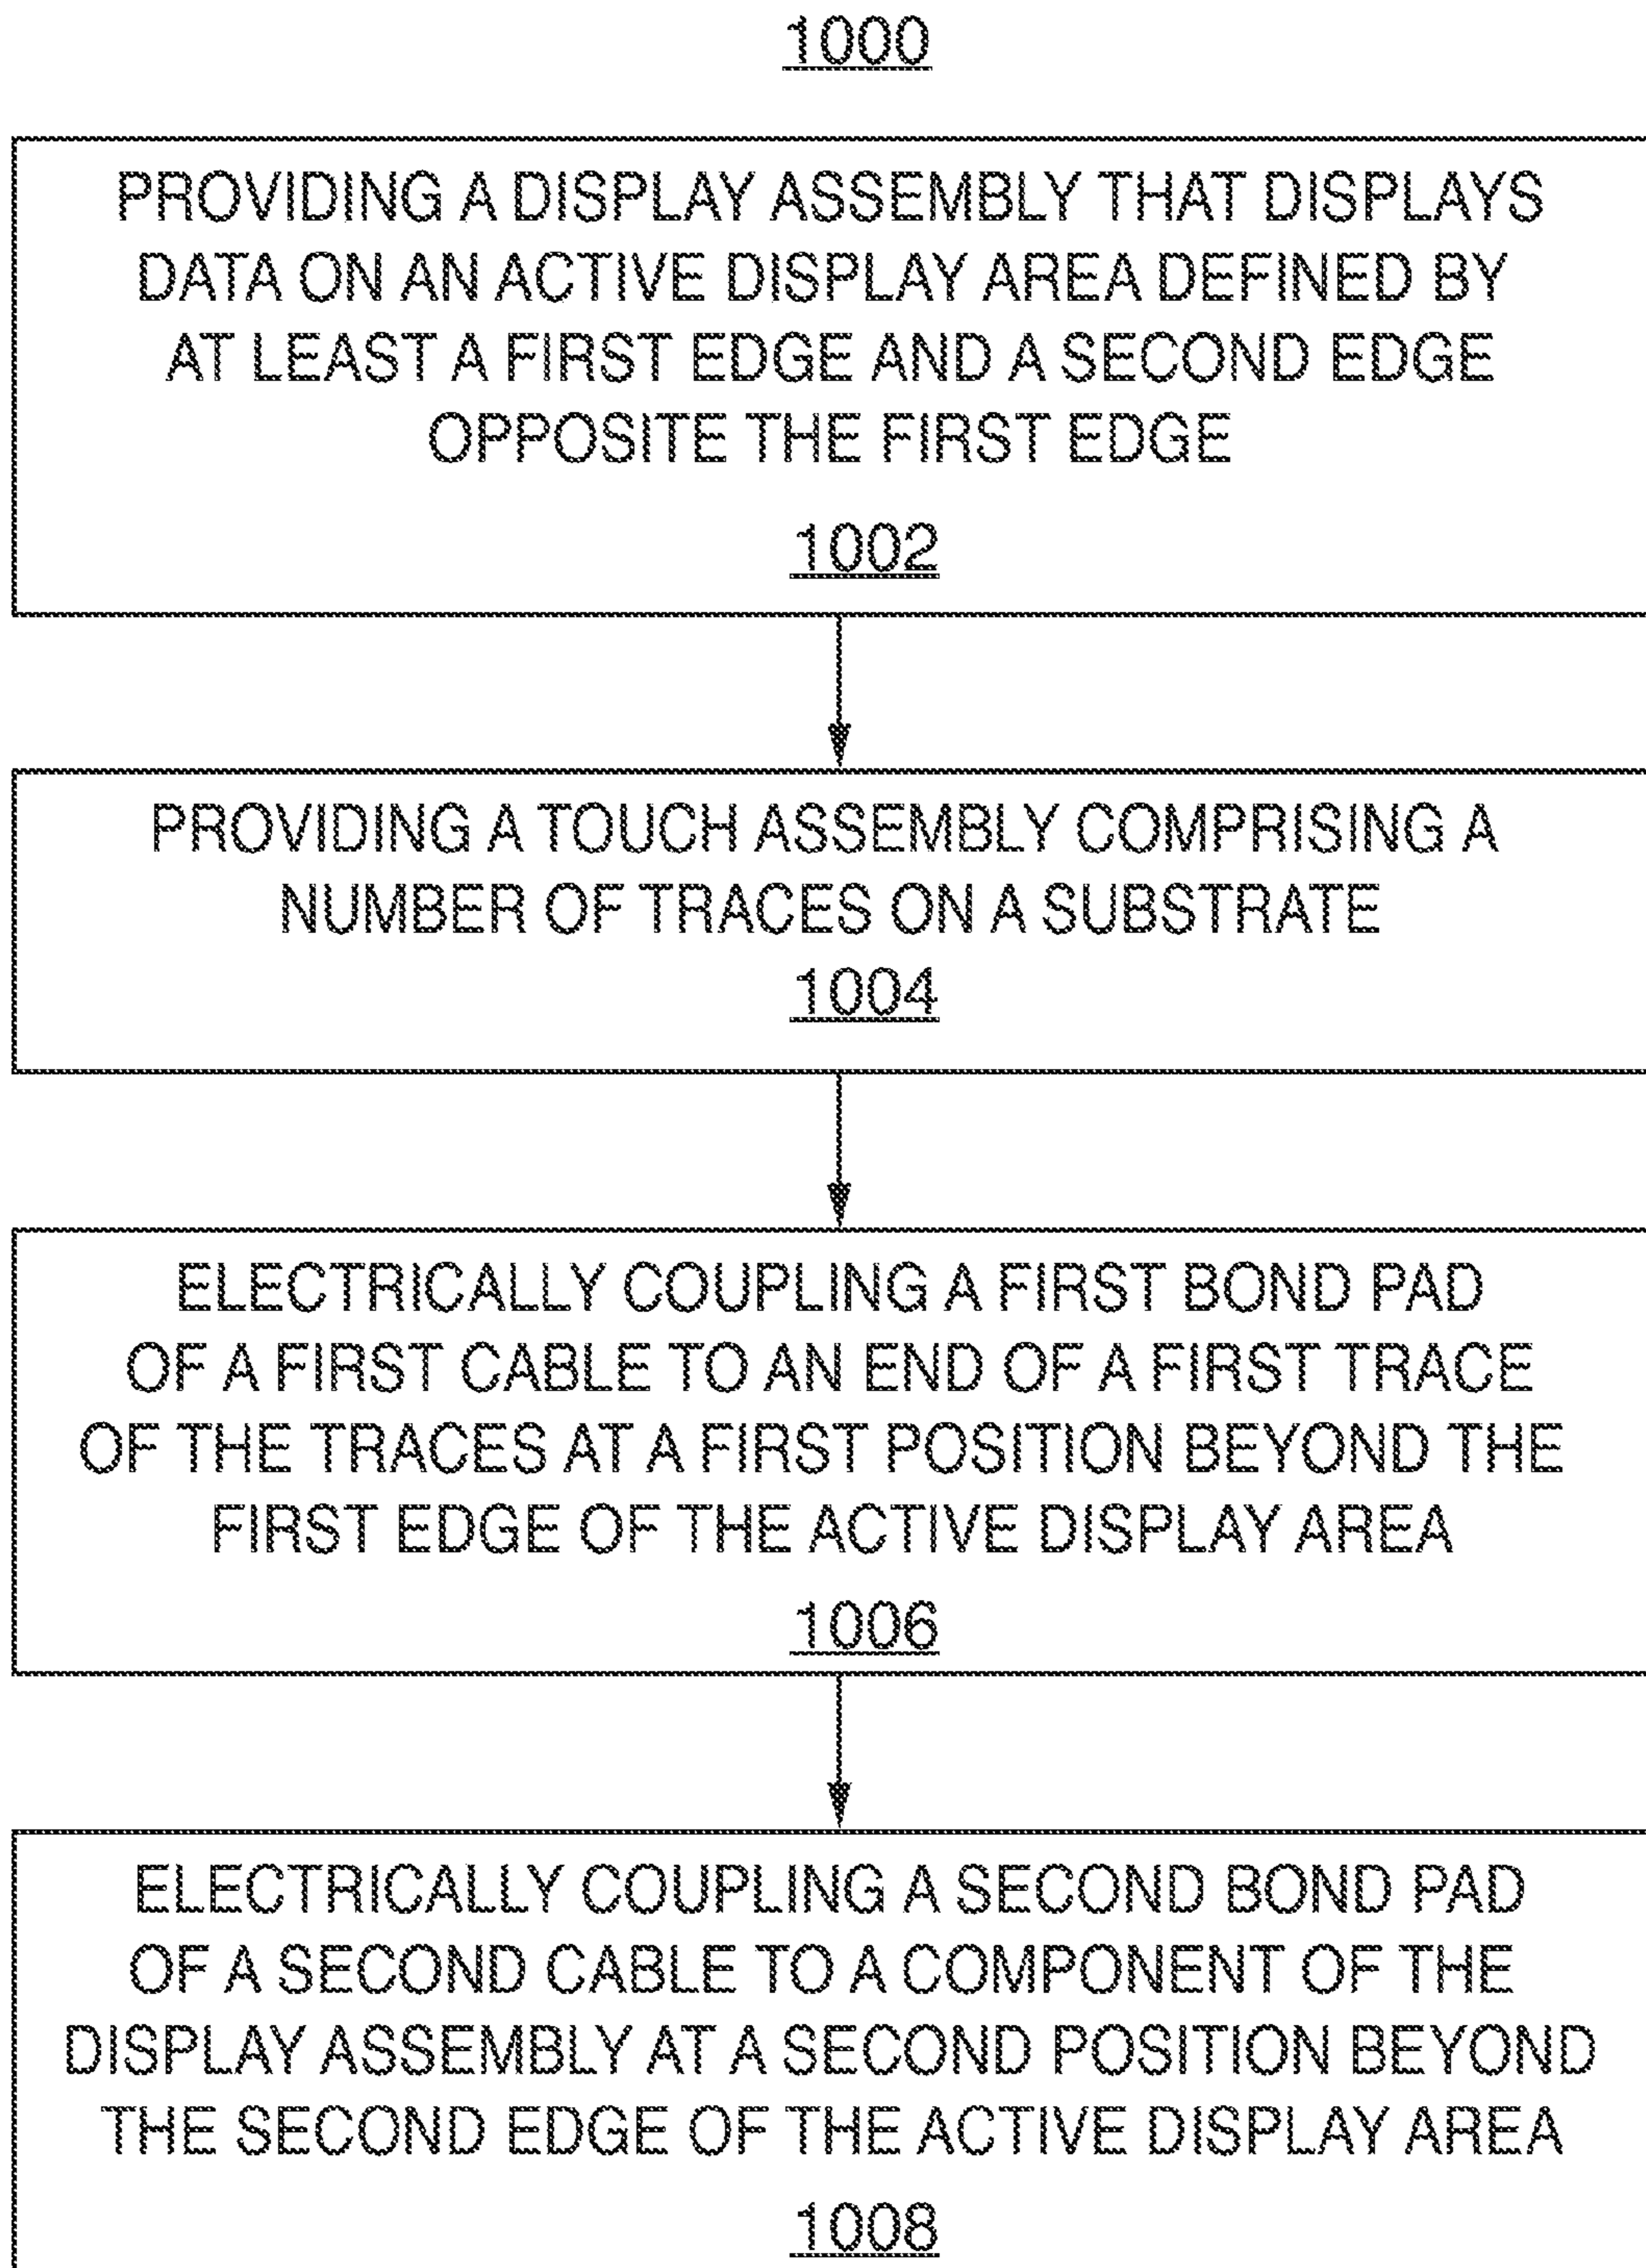 1000
PROVIDING A DISPLAY ASSEMBLY THAT DISPLAYS
DATA ON AN ACTIVE DISPLAY AREA DEFINED BY
AT LEAST A FIRST EDGE AND A SECOND EDGE
OPPOSITE THE FIRST EDGE
1002
PROVIDING A TOUCH ASSEMBLY COMPRISING A
NUMBER OF TRACES ON A SUBSTRATE
1004
ELECTRICALLY COUPLING A FIRST BOND PAD
OF A FIRST CABLE TO AN END OF A FIRST TRACE
OF THE TRACES AT A FIRST POSITION BEYOND THE
FIRST EDGE OF THE ACTIVE DISPLAY AREA
1006
ELECTRICALLY COUPLING A SECOND BOND PAD
OF A SECOND CABLE TO A COMPONENT OF THE
DISPLAY ASSEMBLY AT A SECOND POSITION BEYOND
THE SECOND EDGE OF THE ACTIVE DISPLAY AREA
1008